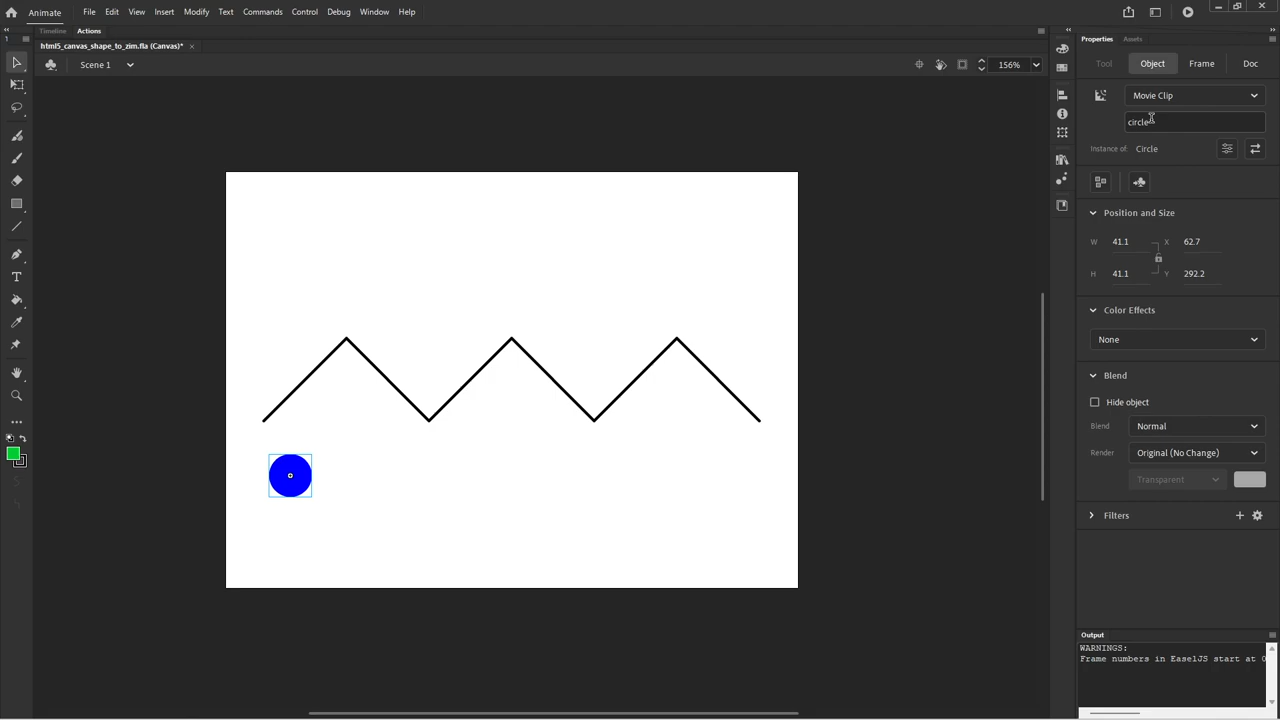 Animate File Edit View Insert Modify Text Commands Control Debug Window Help
Timeline Actions
html5_canvas_shape_to_zim.fla (Canvas)*
Scene 1
156%
Properties Assets
Tool Object Frame Doc
Movie Clip
circle
Instance of: Circle
Position and Size
W 41.1 X 62.7
H 41.1 Y 292.2
Color Effects
None
Blend
Hide object
Blend Normal
Render Original (No Change)
Transparent
Filters
Output
WARNINGS:
Frame numbers in EaselJS start at 0